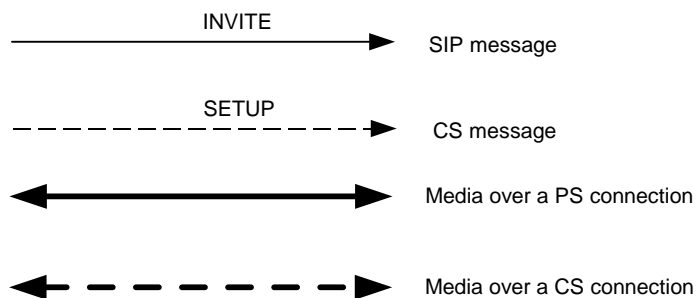 INVITE
SIP message
SETUP
CS message
Media over a PS connection
Media over a CS connection